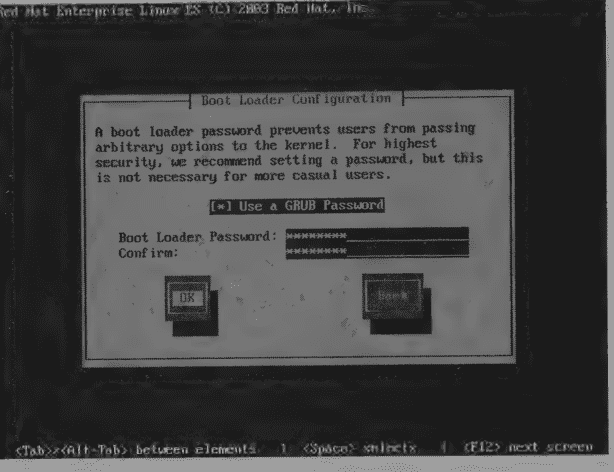 Red Hat Enterprise Linux ES (C) 2003 Red Hat, Inc
Boot Loader Configuration
A boot loader password prevents users from passing
arbitrary options to the kernel. For highest
security, we recommend setting a password, but this
is not necessary for more casual users.
[*] Use a GRUB Password
Boot Loader Password: ********
Confirm: ********
OK Back
<Tab>/<Alt-Tab> between elements | <Space> selects | <F12> next screen